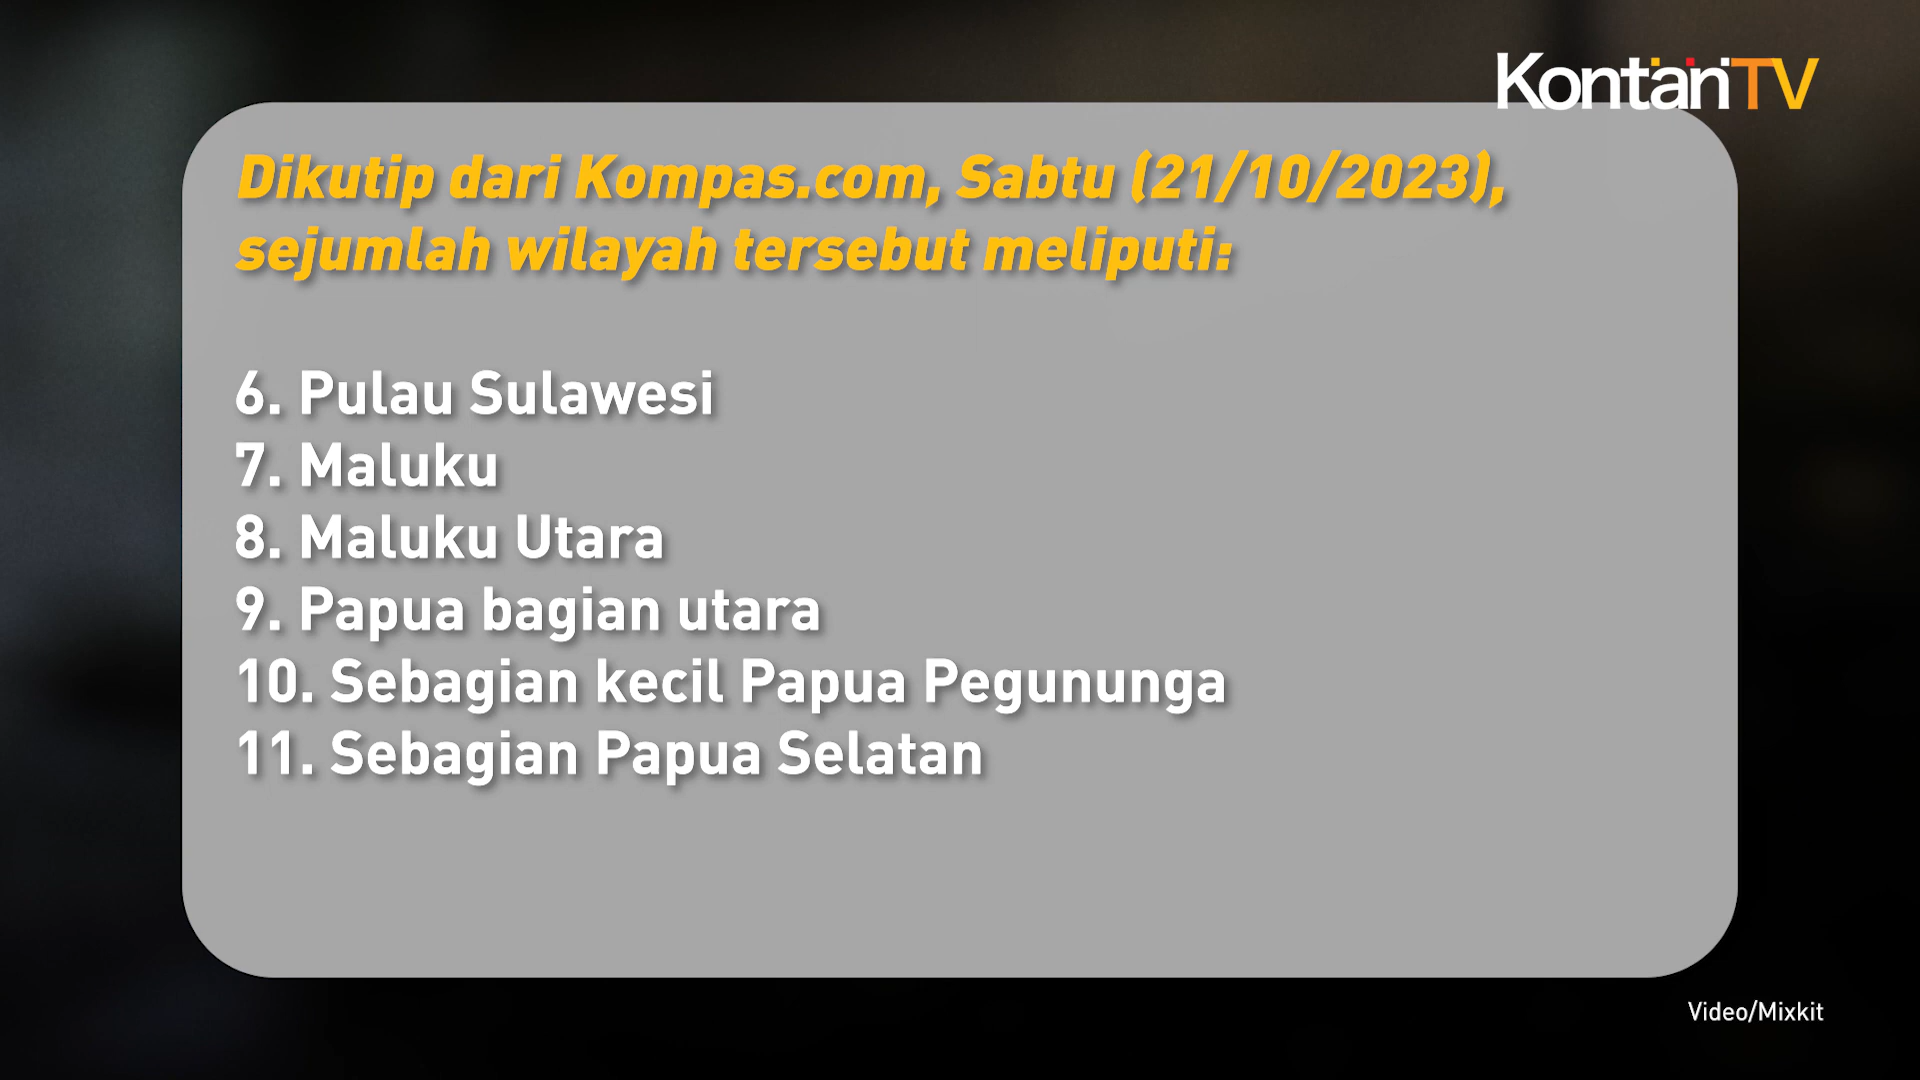 KontanTV
Dikutip dari Kompas.com, Sabtu (21/10/2023),
sejumlah wilayah tersebut meliputi:
6. Pulau Sulawesi
7. Maluku
8. Maluku Utara
9. Papua bagian utara
10. Sebagian kecil Papua Pegununga
11. Sebagian Papua Selatan
Video/Mixkit